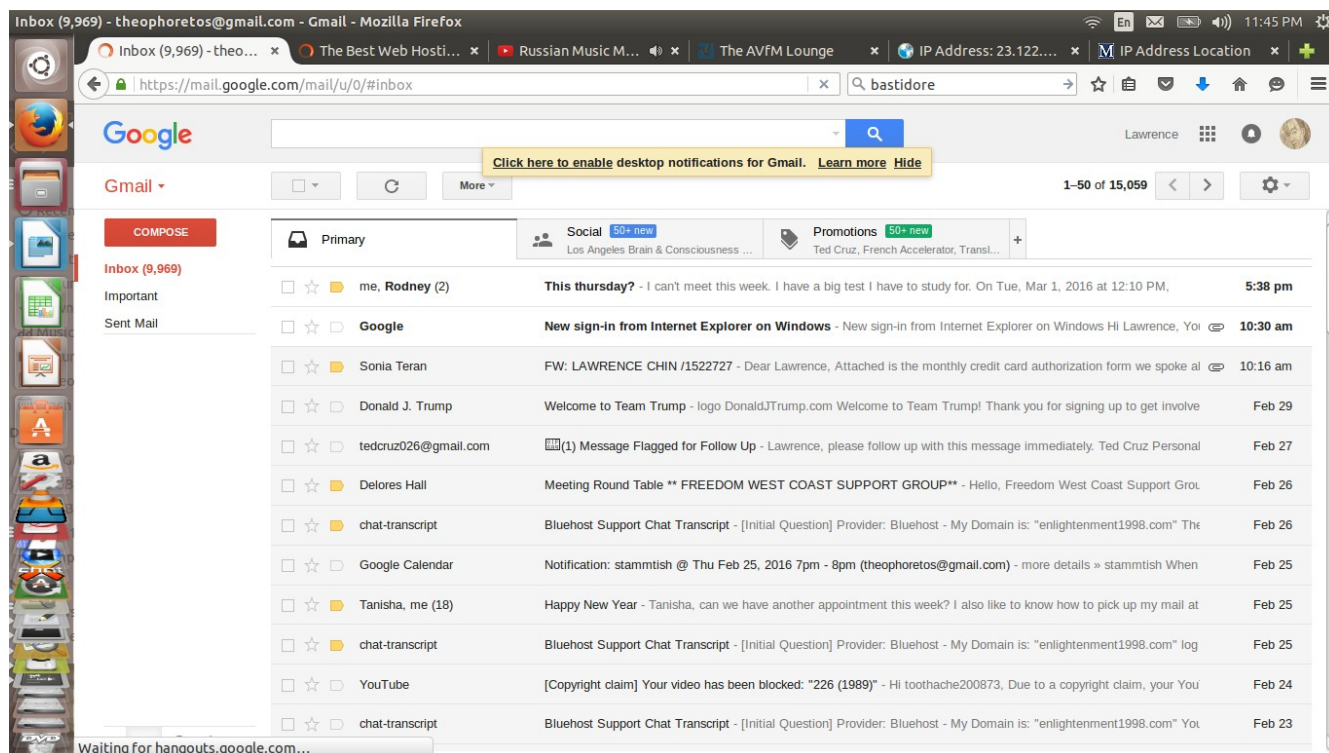 Inbox (9,969) - theophoretos@gmail.com - Gmail - Mozilla Firefox En 11:45 PM
Inbox (9,969) - theo... The Best Web Hosti... Russian Music M... The AVfM Lounge IP Address: 23.122.... IP Address Location
https://mail.google.com/mail/u/0/#inbox bastidore
Google Lawrence
Click here to enable desktop notifications for Gmail. Learn more Hide
Gmail More 1–50 of 15,059
COMPOSE
Primary Social 50+ new Promotions 50+ new
Los Angeles Brain & Consciousness ... Ted Cruz, French Accelerator, Transl...
Inbox (9,969)
Important
Sent Mail
me, Rodney (2) This thursday? - I can't meet this week. I have a big test I have to study for. On Tue, Mar 1, 2016 at 12:10 PM, 5:38 pm
Google New sign-in from Internet Explorer on Windows - New sign-in from Internet Explorer on Windows Hi Lawrence, 10:30 am
Sonia Teran FW: LAWRENCE CHIN /1522727 - Dear Lawrence, Attached is the monthly credit card authorization form we spoke al 10:16 am
Donald J. Trump Welcome to Team Trump - logo DonaldJTrump.com Welcome to Team Trump! Thank you for signing up to get involve Feb 29
tedcruz026@gmail.com (1) Message Flagged for Follow Up - Lawrence, please follow up with this message immediately. Ted Cruz Personal Feb 27
Delores Hall Meeting Round Table ** FREEDOM WEST COAST SUPPORT GROUP** - Hello, Freedom West Coast Support Feb 26
chat-transcript Bluehost Support Chat Transcript - [Initial Question] Provider: Bluehost - My Domain is: "enlightenment1998.com" Feb 26
Google Calendar Notification: stammtish @ Thu Feb 25, 2016 7pm - 8pm (theophoretos@gmail.com) - more details » stammtish When Feb 25
Tanisha, me (18) Happy New Year - Tanisha, can we have another appointment this week? I also like to know how to pick up my mail at Feb 25
chat-transcript Bluehost Support Chat Transcript - [Initial Question] Provider: Bluehost - My Domain is: "enlightenment1998.com" log Feb 25
YouTube [Copyright claim] Your video has been blocked: "226 (1989)" - Hi toothache200873, Due to a copyright claim, your Feb 24
chat-transcript Bluehost Support Chat Transcript - [Initial Question] Provider: Bluehost - My Domain is: "enlightenment1998.com" Feb 23
Waiting for hangouts.google.com...